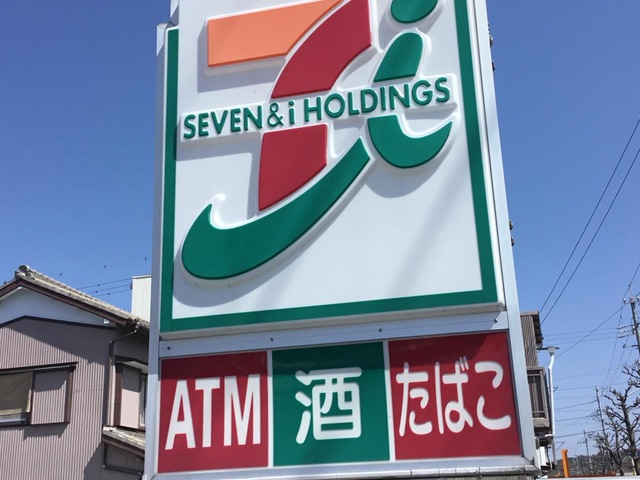 SEVEN & i HOLDINGS
ATM 酒 たばこ